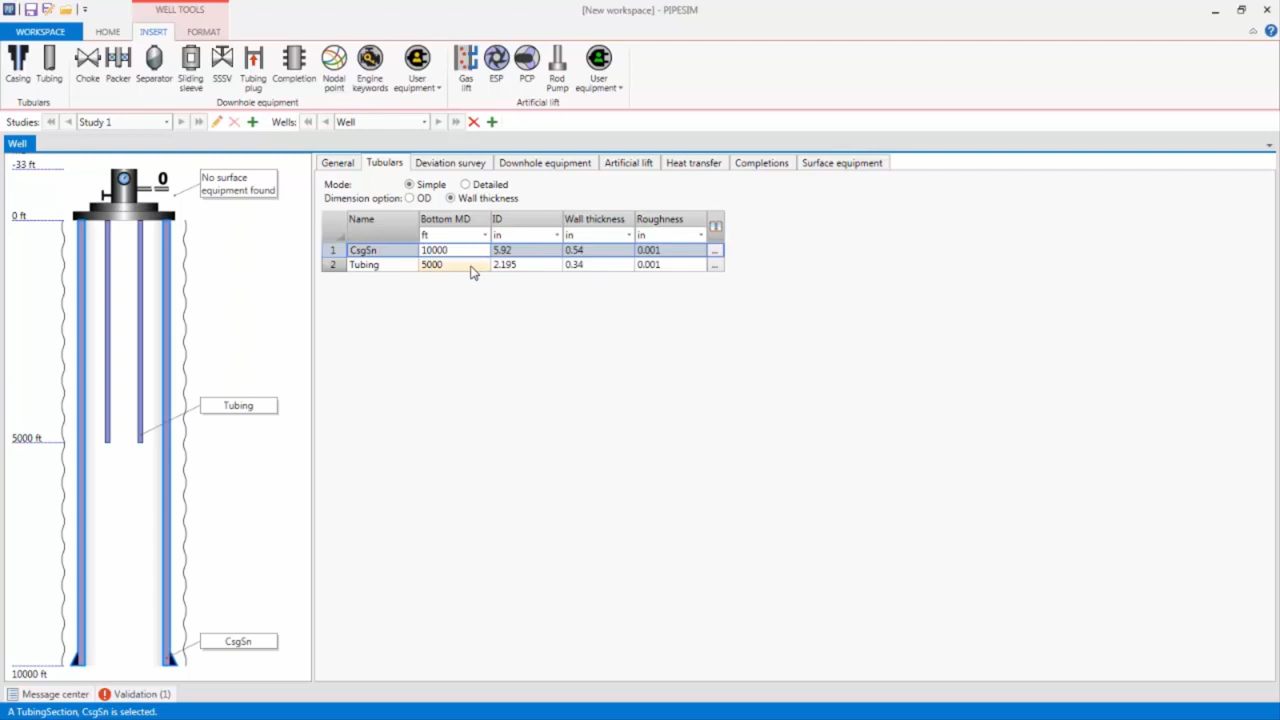 WELL TOOLS
[New workspace] - PIPESIM
WORKSPACE HOME INSERT FORMAT
Casing Tubing Choke Packer Separator Sliding sleeve SSSV Tubing plug Completion Nodal point Engine keywords User equipment Gas lift ESP PCP Rod Pump User equipment
Tubulars Downhole equipment Artificial lift
Studies: Study 1 Wells: Well
Well
General Tubulars Deviation survey Downhole equipment Artificial lift Heat transfer Completions Surface equipment
Mode: Simple Detailed
Dimension option: OD Wall thickness
Name Bottom MD ID Wall thickness Roughness
ft in in in
1 CsgSn 10000 5.92 0.54 0.001 ...
2 Tubing 5000 2.195 0.34 0.001 ...
-33 ft
No surface
equipment found
0 ft
Tubing
5000 ft
CsgSn
10000 ft
Message center Validation (1)
A TubingSection, CsgSn is selected.